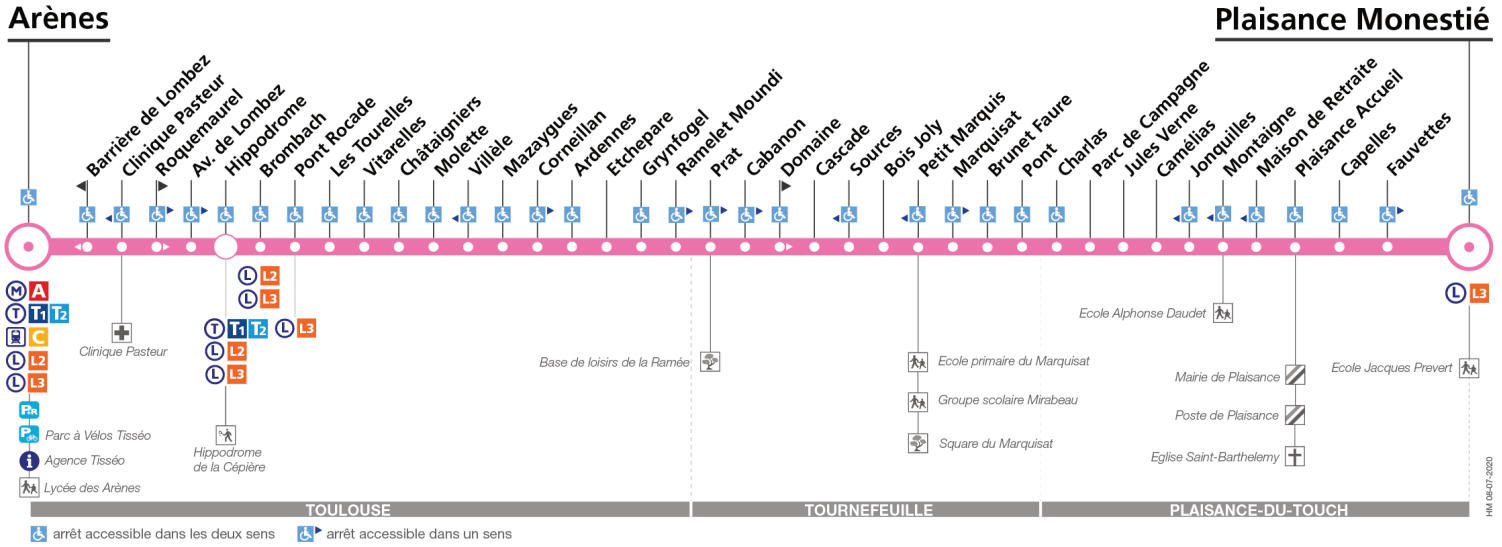 Arènes
Plaisance Monestié
Barrière de Lombez
Clinique Pasteur
Roquemaurel
Av. de Lombez
Hippodrome
Brombach
Pont Rocade
Les Tourelles
Vitarelles
Châtaigniers
Molette
Villèle
Mazaygues
Corneillan
Ardennes
Etchepare
Grynfogel
Ramelet Moundi
Prat
Cabanon
Domaine
Cascade
Sources
Bois Joly
Petit Marquis
Marquisat
Brunet Faure
Pont
Charlas
Parc de Campagne
Jules Verne
Camélias
Jonquilles
Montaigne
Maison de Retraite
Plaisance Accueil
Capelles
Fauvettes
M A
T T1 T2
C
L L2
L L3
P+R
P
Parc à Vélos Tisséo
i Agence Tisséo
Lycée des Arènes
Clinique Pasteur
L L2
L L3
T T1 T2
L L2
L L3
Hippodrome
de la Cépière
L L3
Base de loisirs de la Ramée
Ecole primaire du Marquisat
Groupe scolaire Mirabeau
Square du Marquisat
Ecole Alphonse Daudet
Mairie de Plaisance
Poste de Plaisance
Eglise Saint-Barthelemy
L L3
Ecole Jacques Prevert
TOULOUSE
TOURNEFEUILLE
PLAISANCE-DU-TOUCH
arrêt accessible dans les deux sens
arrêt accessible dans un sens
HM 08-07-2020